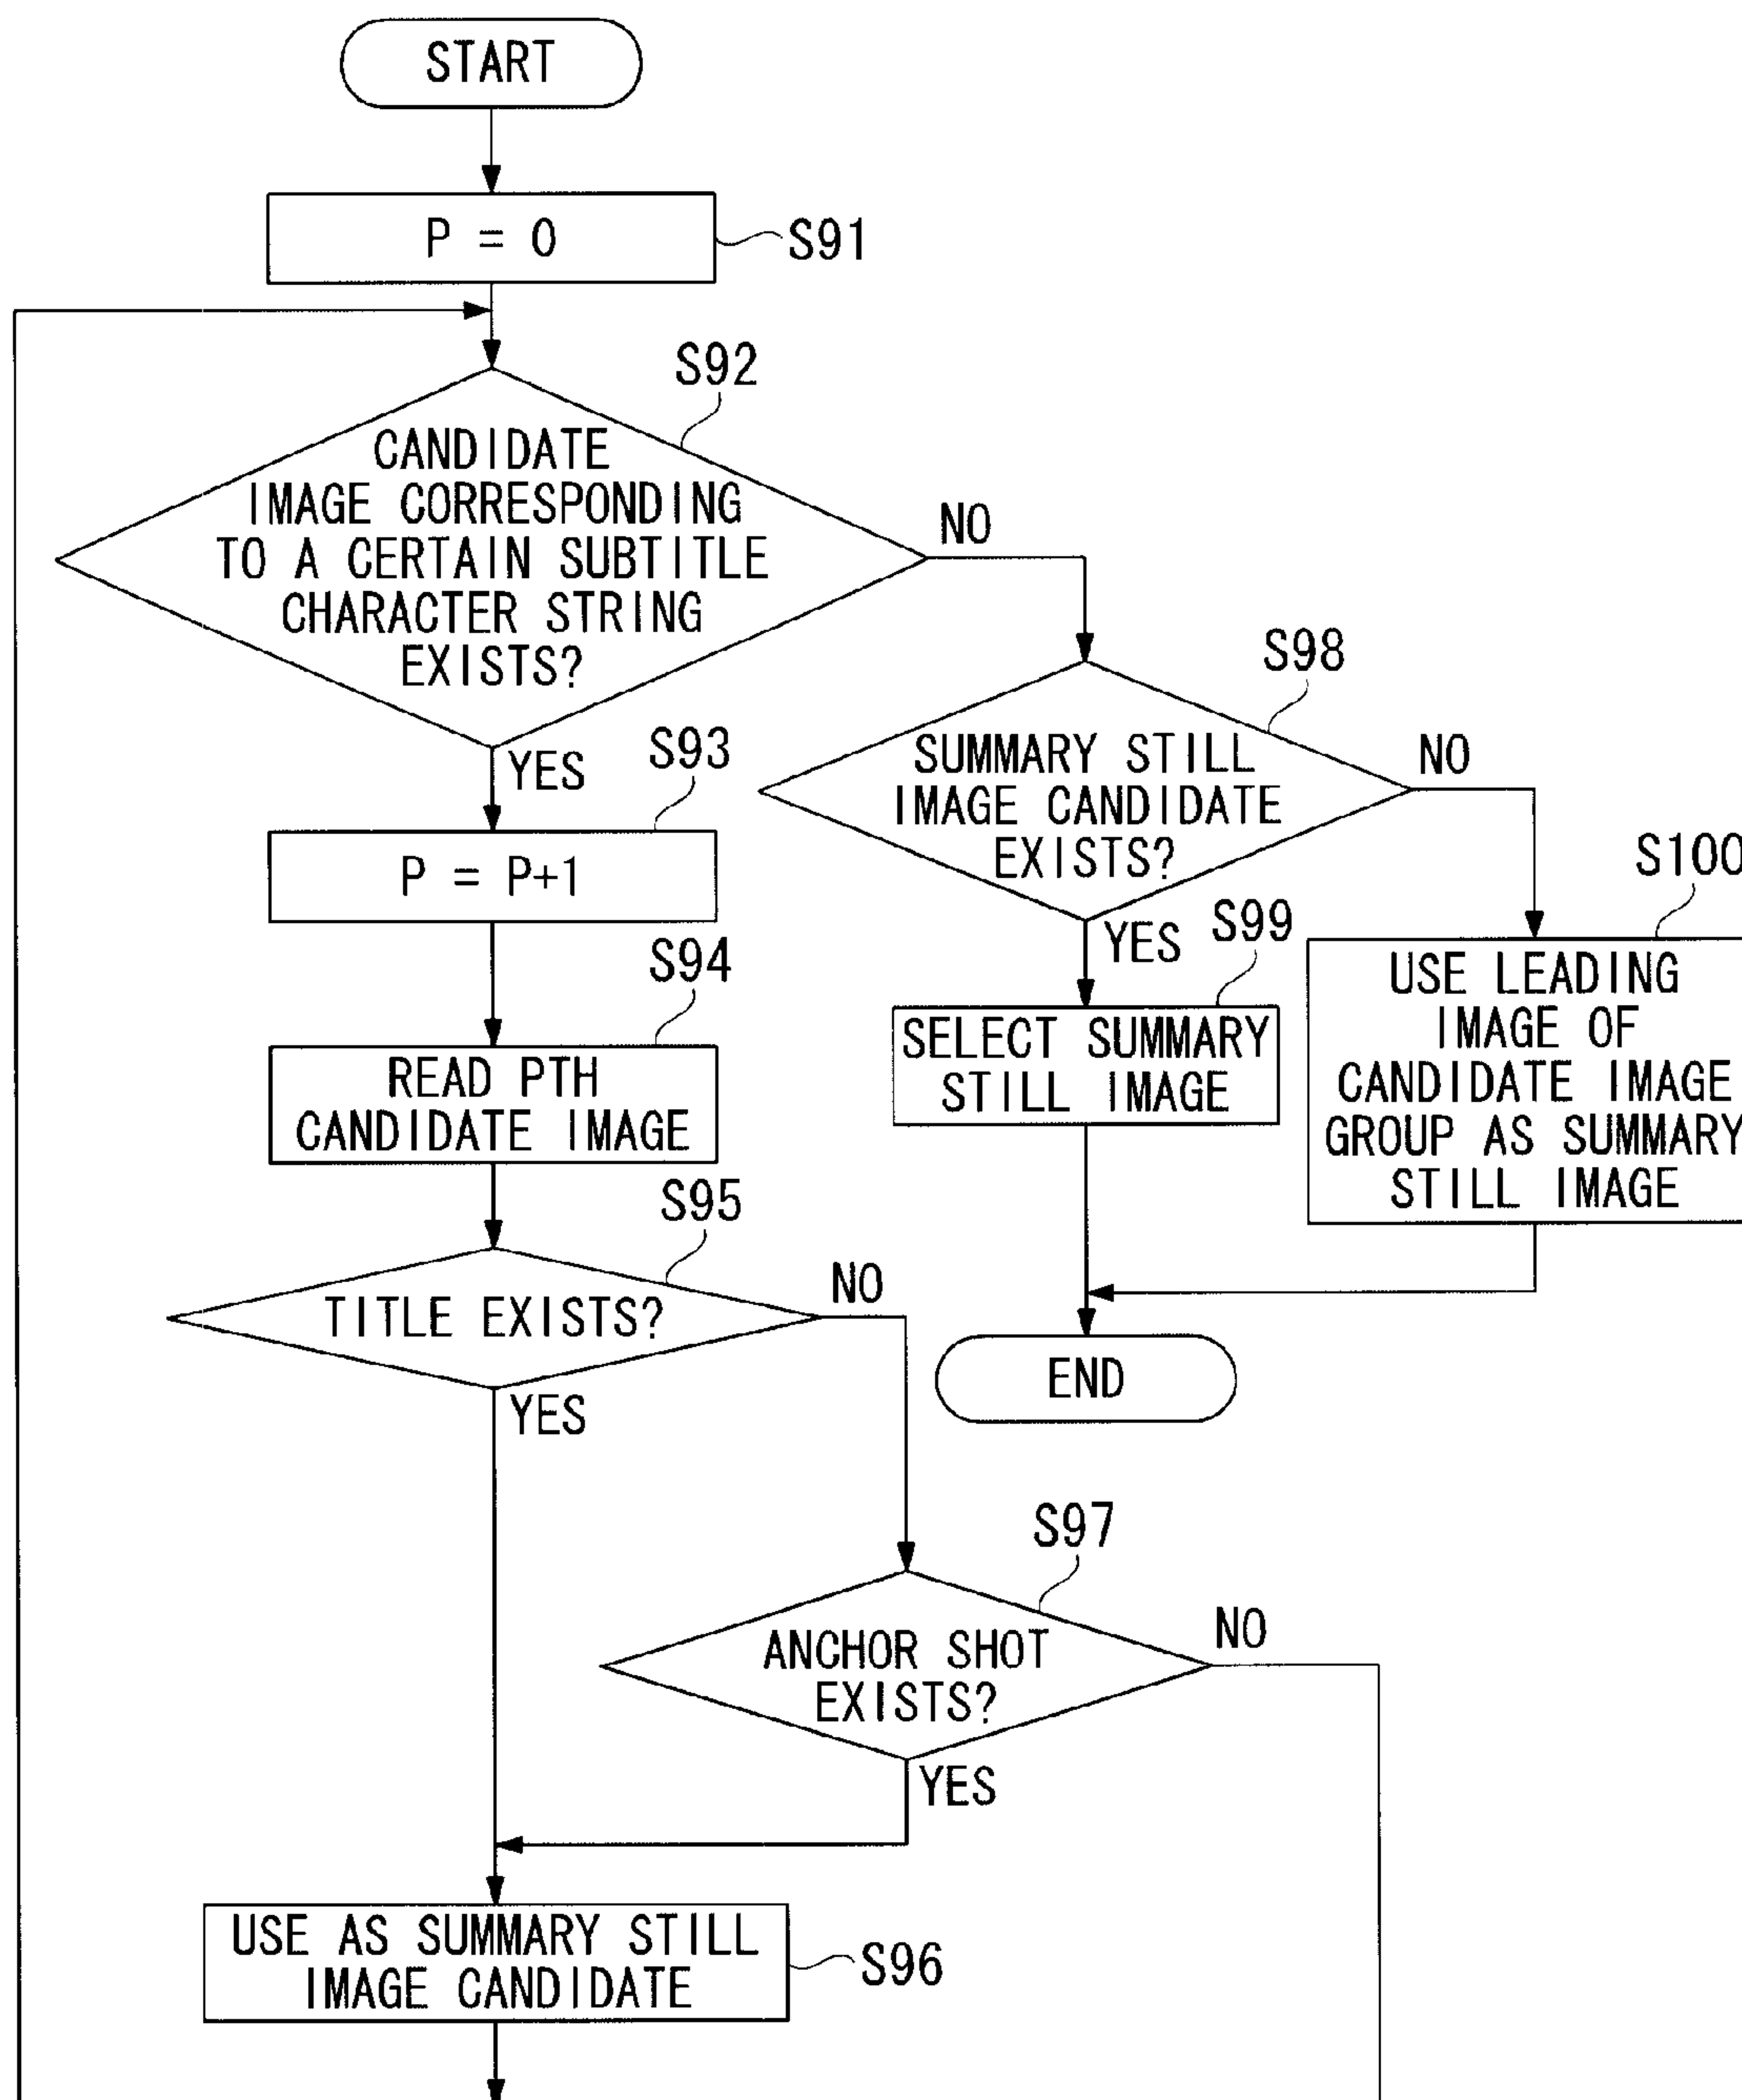 START
P = 0
S91
S92
CANDIDATE
IMAGE CORRESPONDING
TO A CERTAIN SUBTITLE
CHARACTER STRING
EXISTS?
NO
YES
S98
SUMMARY STILL
IMAGE CANDIDATE
EXISTS?
NO
YES
S93
P = P+1
S94
READ PTH
CANDIDATE IMAGE
S99
SELECT SUMMARY
STILL IMAGE
S100
USE LEADING
IMAGE OF
CANDIDATE IMAGE
GROUP AS SUMMARY
STILL IMAGE
S95
TITLE EXISTS?
NO
YES
END
S97
ANCHOR SHOT
EXISTS?
NO
YES
USE AS SUMMARY STILL
IMAGE CANDIDATE
S96